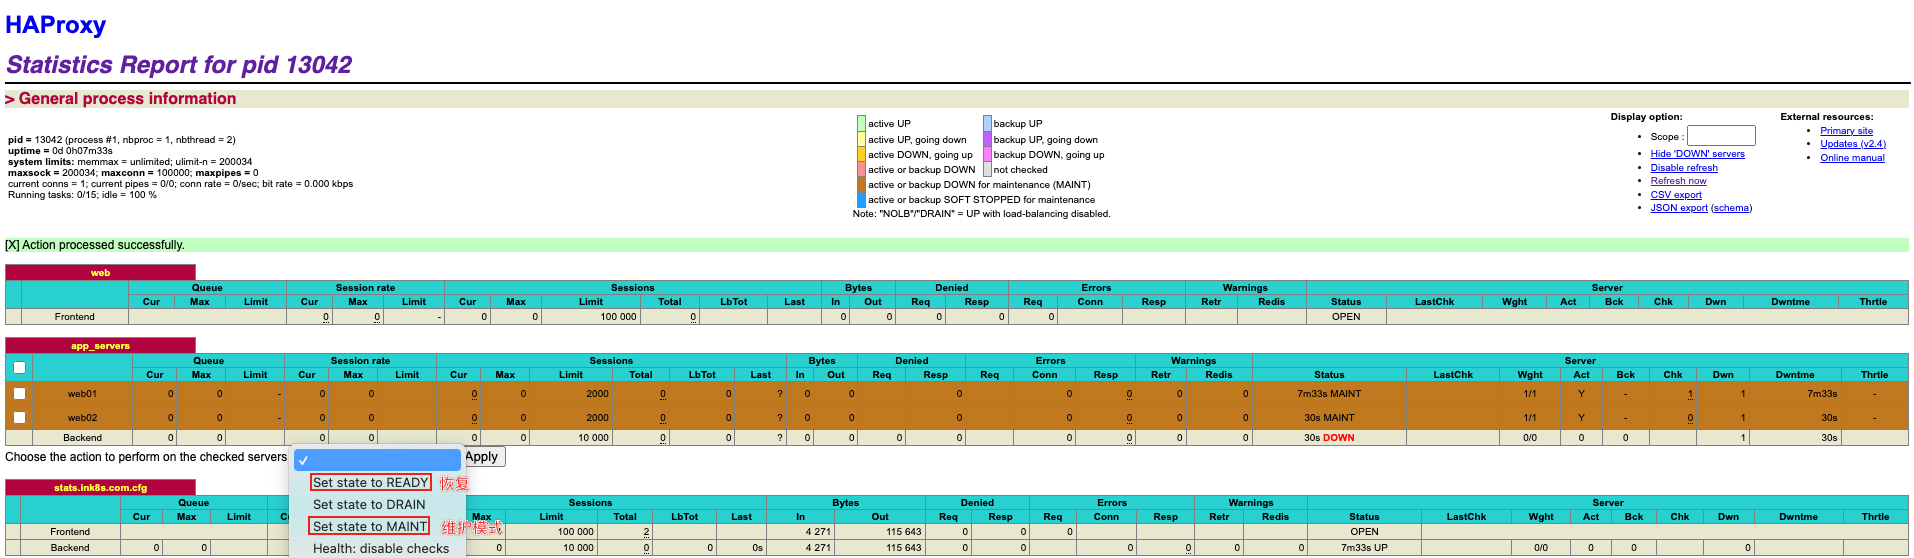 HAProxy
Statistics Report for pid 13042
> General process information
pid = 13042 (process #1, nbproc = 1, nbthread = 2)
uptime = 0d 0h07m33s
system limits: memmax = unlimited; ulimit-n = 200034
maxsock = 200034; maxconn = 100000; maxpipes = 0
current conns = 1; current pipes = 0/0; conn rate = 0/sec; bit rate = 0.000 kbps
Running tasks: 0/15; idle = 100 %
active UP backup UP
active UP, going down backup UP, going down
active DOWN, going up backup DOWN, going up
active or backup DOWN not checked
active or backup DOWN for maintenance (MAINT)
active or backup SOFT STOPPED for maintenance
Note: "NOLB"/"DRAIN" = UP with load-balancing disabled.
Display option:
• Scope :
• Hide 'DOWN' servers
• Disable refresh
• Refresh now
• CSV export
• JSON export (schema)
External resources:
• Primary site
• Updates (v2.4)
• Online manual
[X] Action processed successfully.
web
Queue Session rate Sessions Bytes Denied Errors Warnings Server
Cur Max Limit Cur Max Limit Cur Max Limit Total LbTot Last In Out Req Resp Req Conn Resp Retr Redis Status LastChk Wght Act Bck Chk Dwn Dwntme Thrtle
Frontend 0 0 - 0 0 100 000 0 0 0 0 0 0 OPEN
app_servers
Queue Session rate Sessions Bytes Denied Errors Warnings Server
Cur Max Limit Cur Max Limit Cur Max Limit Total LbTot Last In Out Req Resp Req Conn Resp Retr Redis Status LastChk Wght Act Bck Chk Dwn Dwntme Thrtle
web01 0 0 - 0 0 0 0 2000 0 0 ? 0 0 0 0 0 0 0 7m33s MAINT 1/1 Y - 1 1 7m33s -
web02 0 0 - 0 0 0 0 2000 0 0 ? 0 0 0 0 0 0 0 30s MAINT 1/1 Y - 0 1 30s -
Backend 0 0 0 0 0 0 10 000 0 0 ? 0 0 0 0 0 0 0 0 30s DOWN 0/0 0 0 1 30s
Choose the action to perform on the checked servers
✓
Apply
Set state to READY 恢复
Set state to DRAIN
Set state to MAINT 维护模式
Health: disable checks
stats.ink8s.com.cfg
Queue Sessions Bytes Denied Errors Warnings Server
Cur Max Limit Max Limit Total LbTot Last In Out Req Resp Req Conn Resp Retr Redis Status LastChk Wght Act Bck Chk Dwn Dwntme Thrtle
Frontend 100 000 2 4 271 115 643 0 0 0 OPEN
Backend 0 0 0 10 000 0 0 0s 4 271 115 643 0 0 0 0 0 0 7m33s UP 0/0 0 0 0